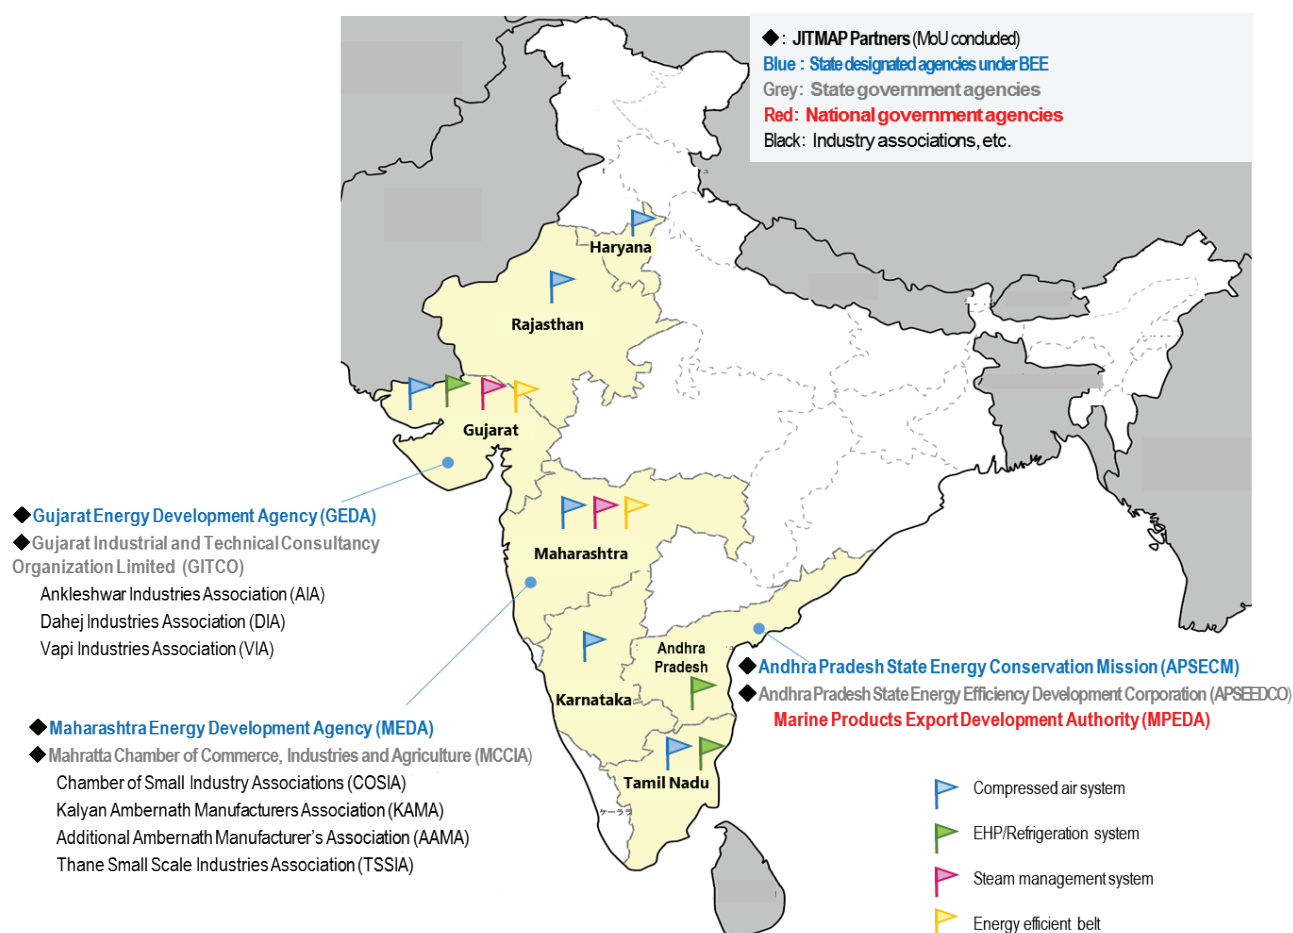 ◆: JITMAP Partners (MoU concluded)
Blue : State designated agencies under BEE
Grey: State government agencies
Red: National government agencies
Black: Industry associations, etc.
Haryana
Rajasthan
Gujarat
◆Gujarat Energy Development Agency (GEDA)
◆Gujarat Industrial and Technical Consultancy
Organization Limited (GITCO)
Ankleshwar Industries Association (AIA)
Dahej Industries Association (DIA)
Vapi Industries Association (VIA)
Maharashtra
Andhra
Pradesh
Karnataka
◆Andhra Pradesh State Energy Conservation Mission (APSECM)
◆Andhra Pradesh State Energy Efficiency Development Corporation (APSEEDCO)
Marine Products Export Development Authority (MPEDA)
◆Maharashtra Energy Development Agency (MEDA)
◆Mahratta Chamber of Commerce, Industries and Agriculture (MCCIA)
Chamber of Small Industry Associations (COSIA)
Kalyan Ambernath Manufacturers Association (KAMA)
Additional Ambernath Manufacturer's Association (AAMA)
Thane Small Scale Industries Association (TSSIA)
Tamil Nadu
ケーララ
Compressed air system
EHP/Refrigeration system
Steam management system
Energy efficient belt